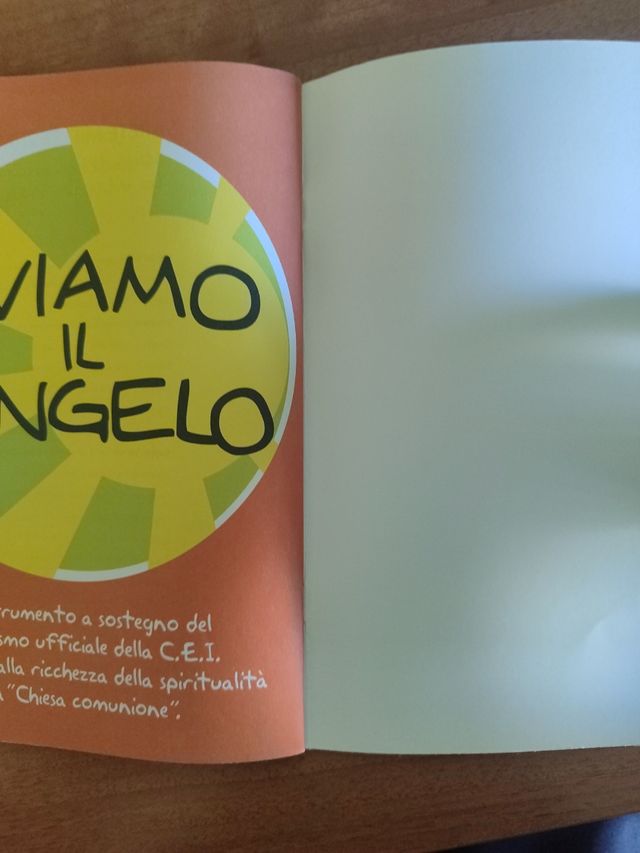 VIAMO
IL
NGELO
rumento a sostegno del
smo ufficiale della C.E.I.
alla ricchezza della spiritualità
"Chiesa comunione".